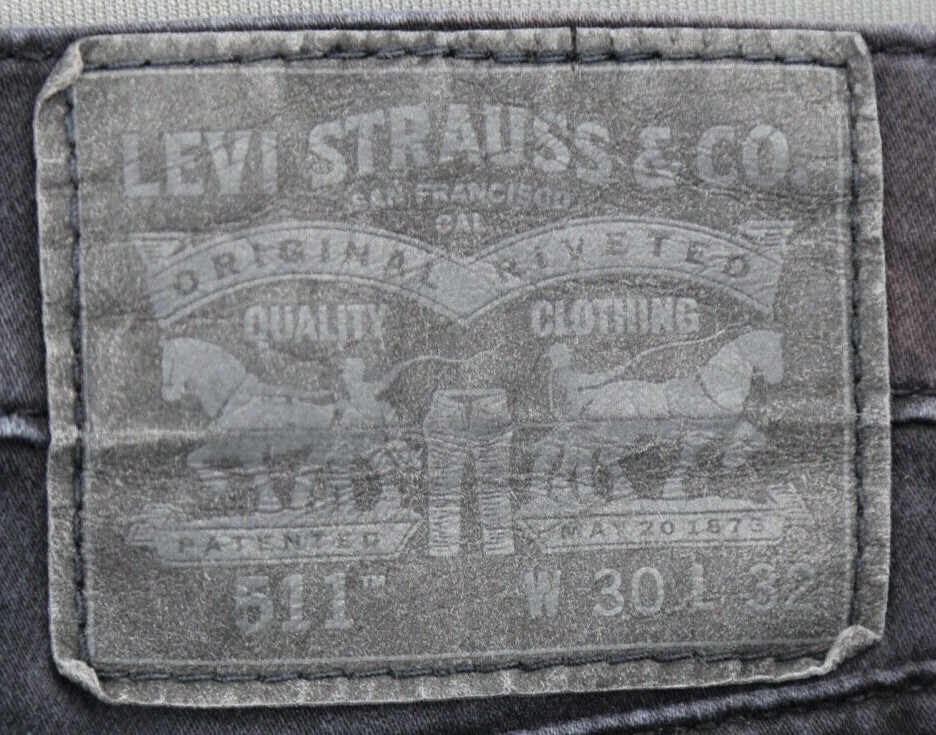 LEVI STRAUSS & CO.
SAN FRANCISCO
CAL
ORIGINAL RIVETED
QUALITY CLOTHING
PATENTED MAY 20 1873
511™ W 30 L 32